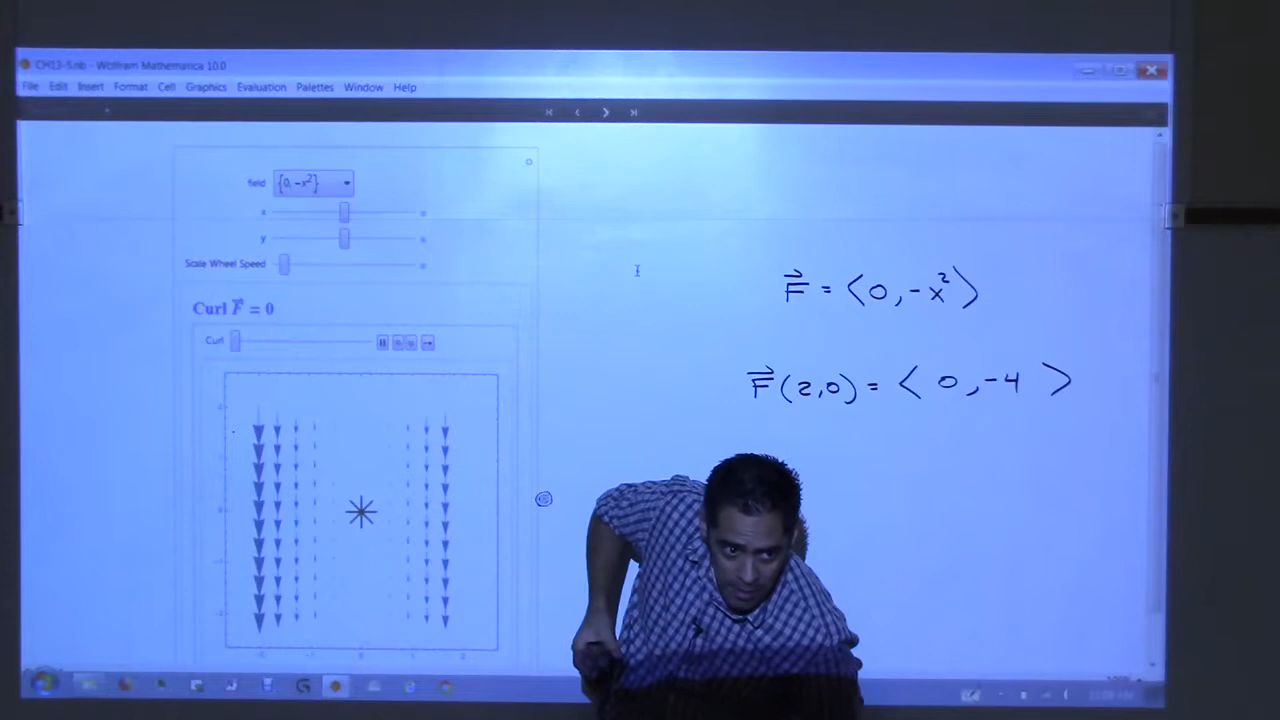 CH13-5.nb - Wolfram Mathematica 10.0
File Edit Insert Format Cell Graphics Evaluation Palettes Window Help
field {0, -x²}
x
y
Scale Wheel Speed
Curl F⃗ = 0
Curl
F⃗ = ⟨0, -x²⟩
F⃗(2,0) = ⟨ 0, -4 ⟩